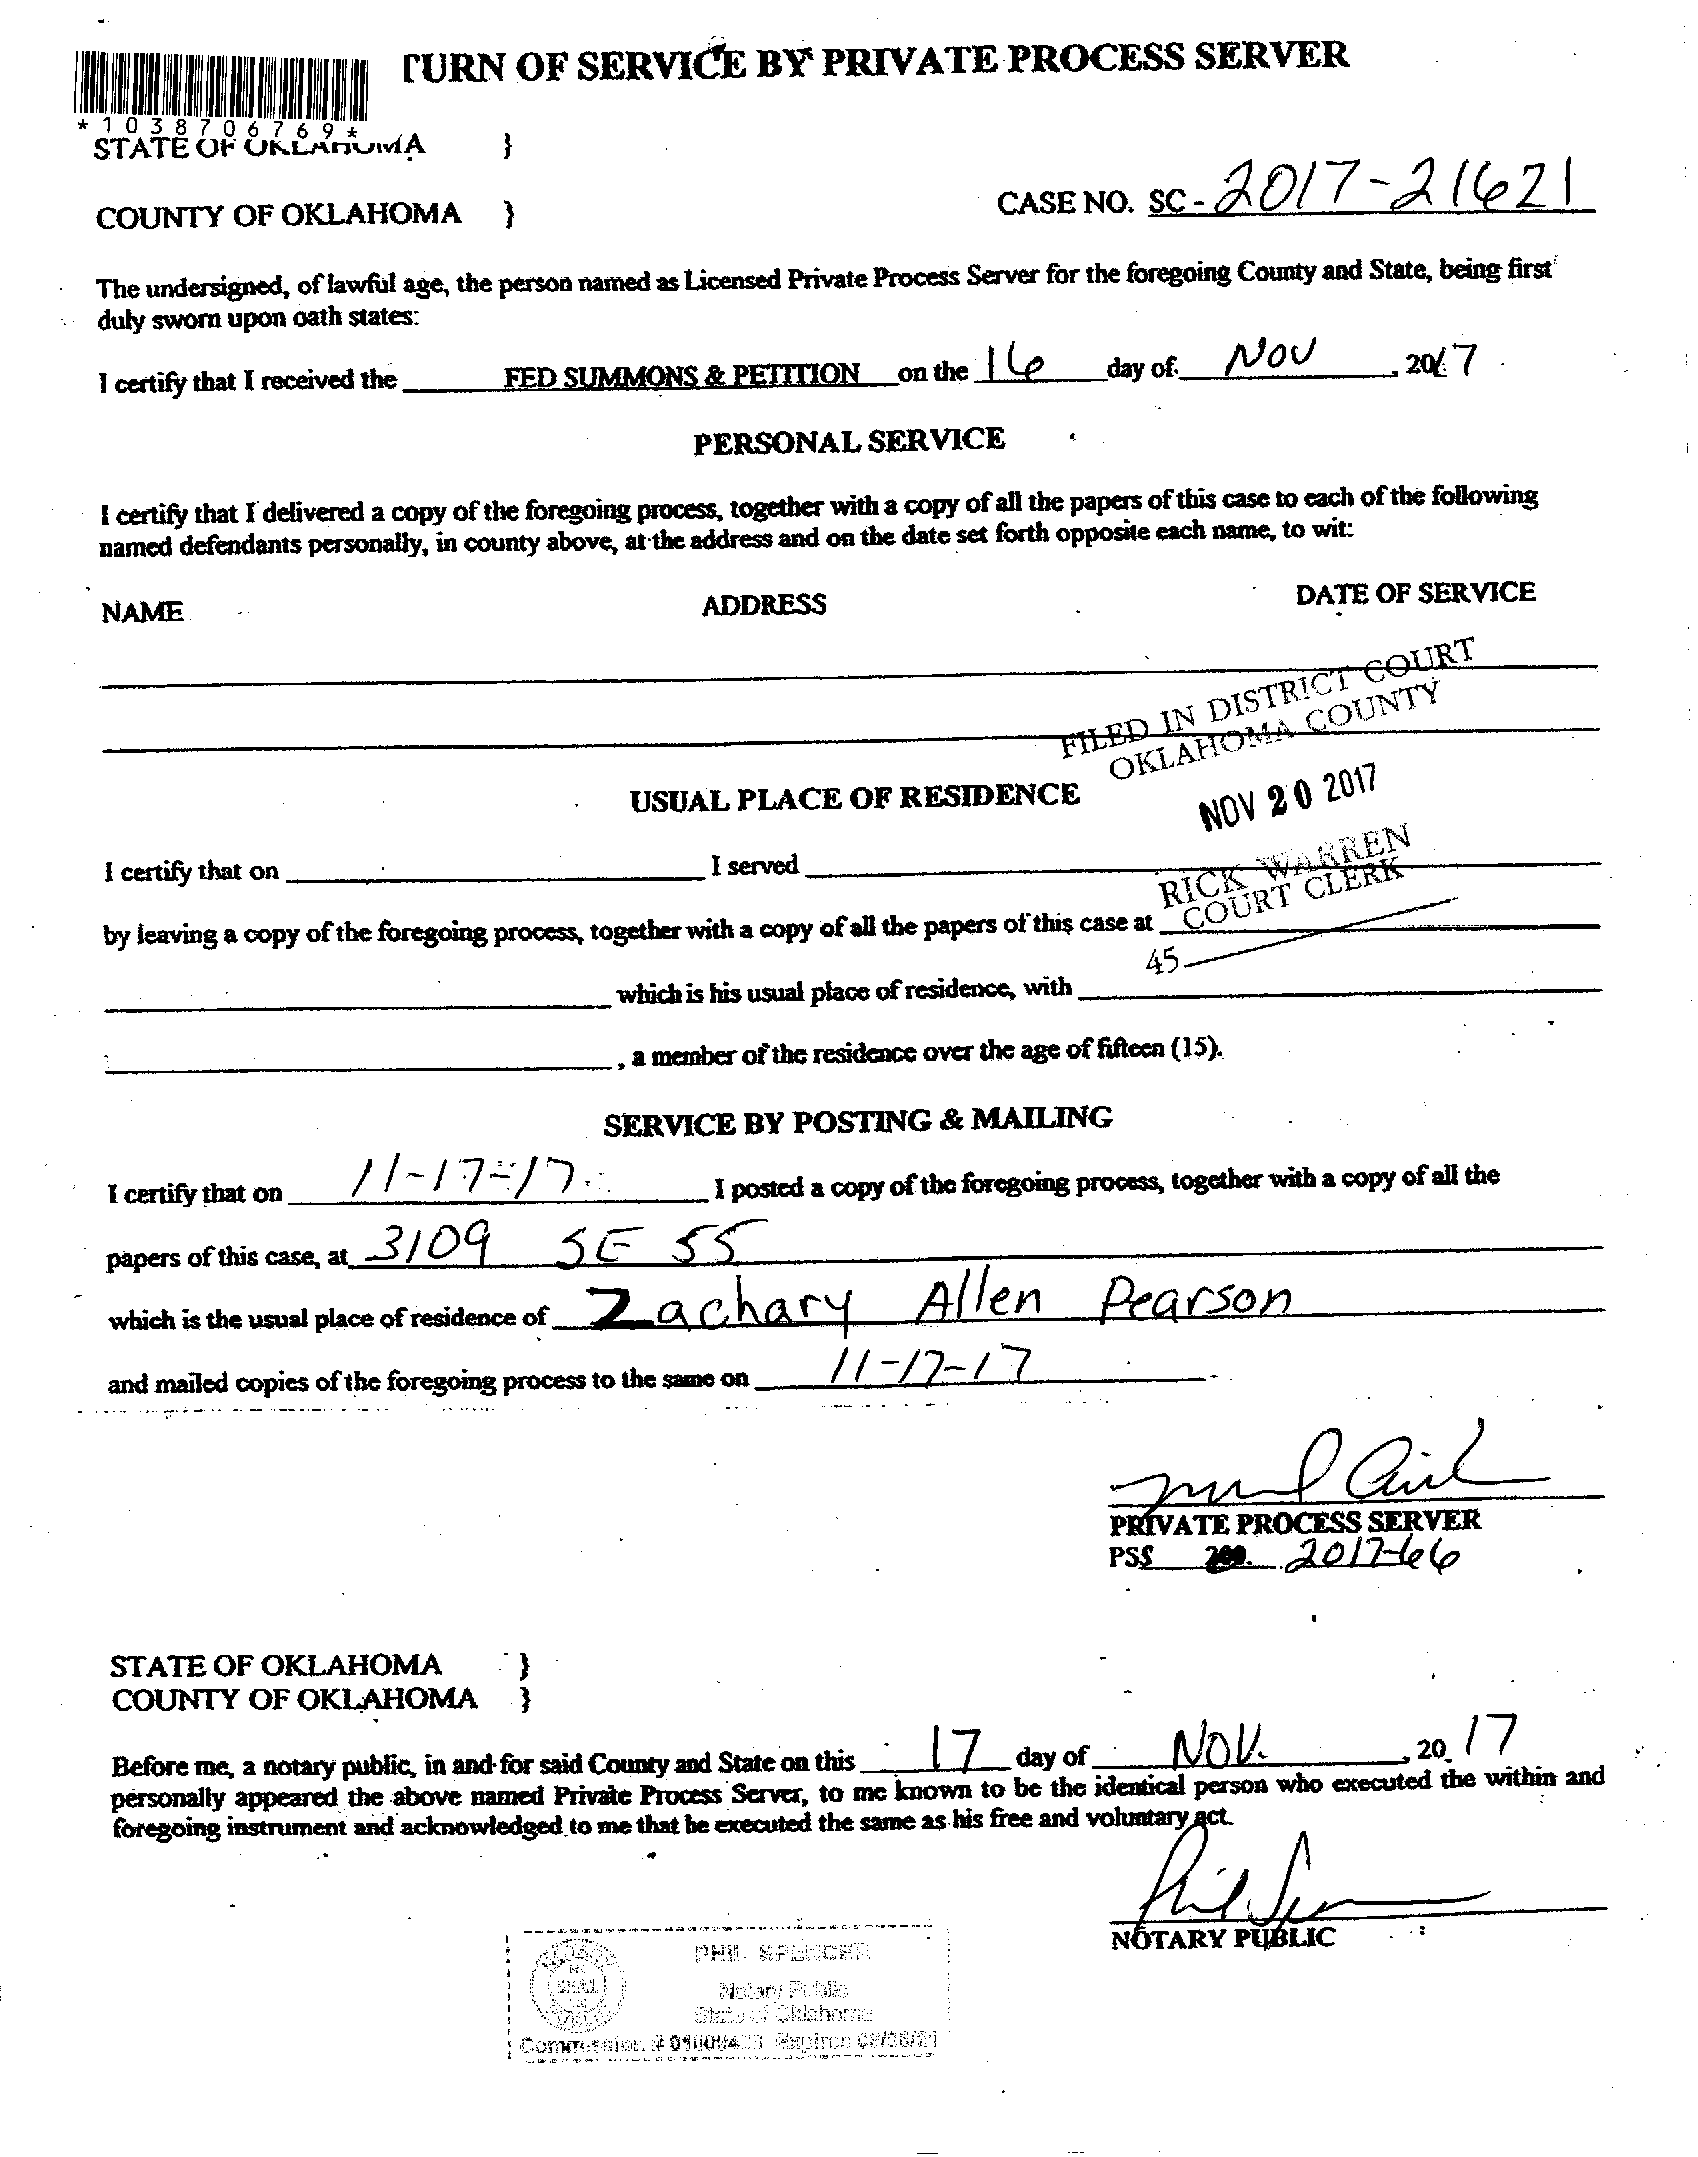 TURN OF SERVICE BY PRIVATE PROCESS SERVER
*1038706769*
STATE OF OKLAHOMA }
CASE NO. SC - 2017-21621
COUNTY OF OKLAHOMA }
The undersigned, of lawful age, the person named as Licensed Private Process Server for the foregoing County and State, being first
duly sworn upon oath states:
I certify that I received the FED SUMMONS & PETITION on the 16 day of Nov , 2017
PERSONAL SERVICE
I certify that I delivered a copy of the foregoing process, together with a copy of all the papers of this case to each of the following
named defendants personally, in county above, at the address and on the date set forth opposite each name, to wit:
NAME ADDRESS DATE OF SERVICE
FILED IN DISTRICT COURT
OKLAHOMA COUNTY
NOV 20 2017
RICK WARREN
COURT CLERK
45
USUAL PLACE OF RESIDENCE
I certify that on I served
by leaving a copy of the foregoing process, together with a copy of all the papers of this case at
which is his usual place of residence, with
, a member of the residence over the age of fifteen (15).
SERVICE BY POSTING & MAILING
I certify that on 11-17-17 I posted a copy of the foregoing process, together with a copy of all the
papers of this case, at 3109 SE 55
which is the usual place of residence of Zachary Allen Pearson
and mailed copies of the foregoing process to the same on 11-17-17
PRIVATE PROCESS SERVER
PSS 2017-66
STATE OF OKLAHOMA }
COUNTY OF OKLAHOMA }
Before me, a notary public, in and for said County and State on this 17 day of Nov. , 20 17
personally appeared the above named Private Process Server, to me known to be the identical person who executed the within and
foregoing instrument and acknowledged to me that he executed the same as his free and voluntary act.
NOTARY PUBLIC
PHIL SPENCER
Notary Public
State of Oklahoma
Commission # Expires